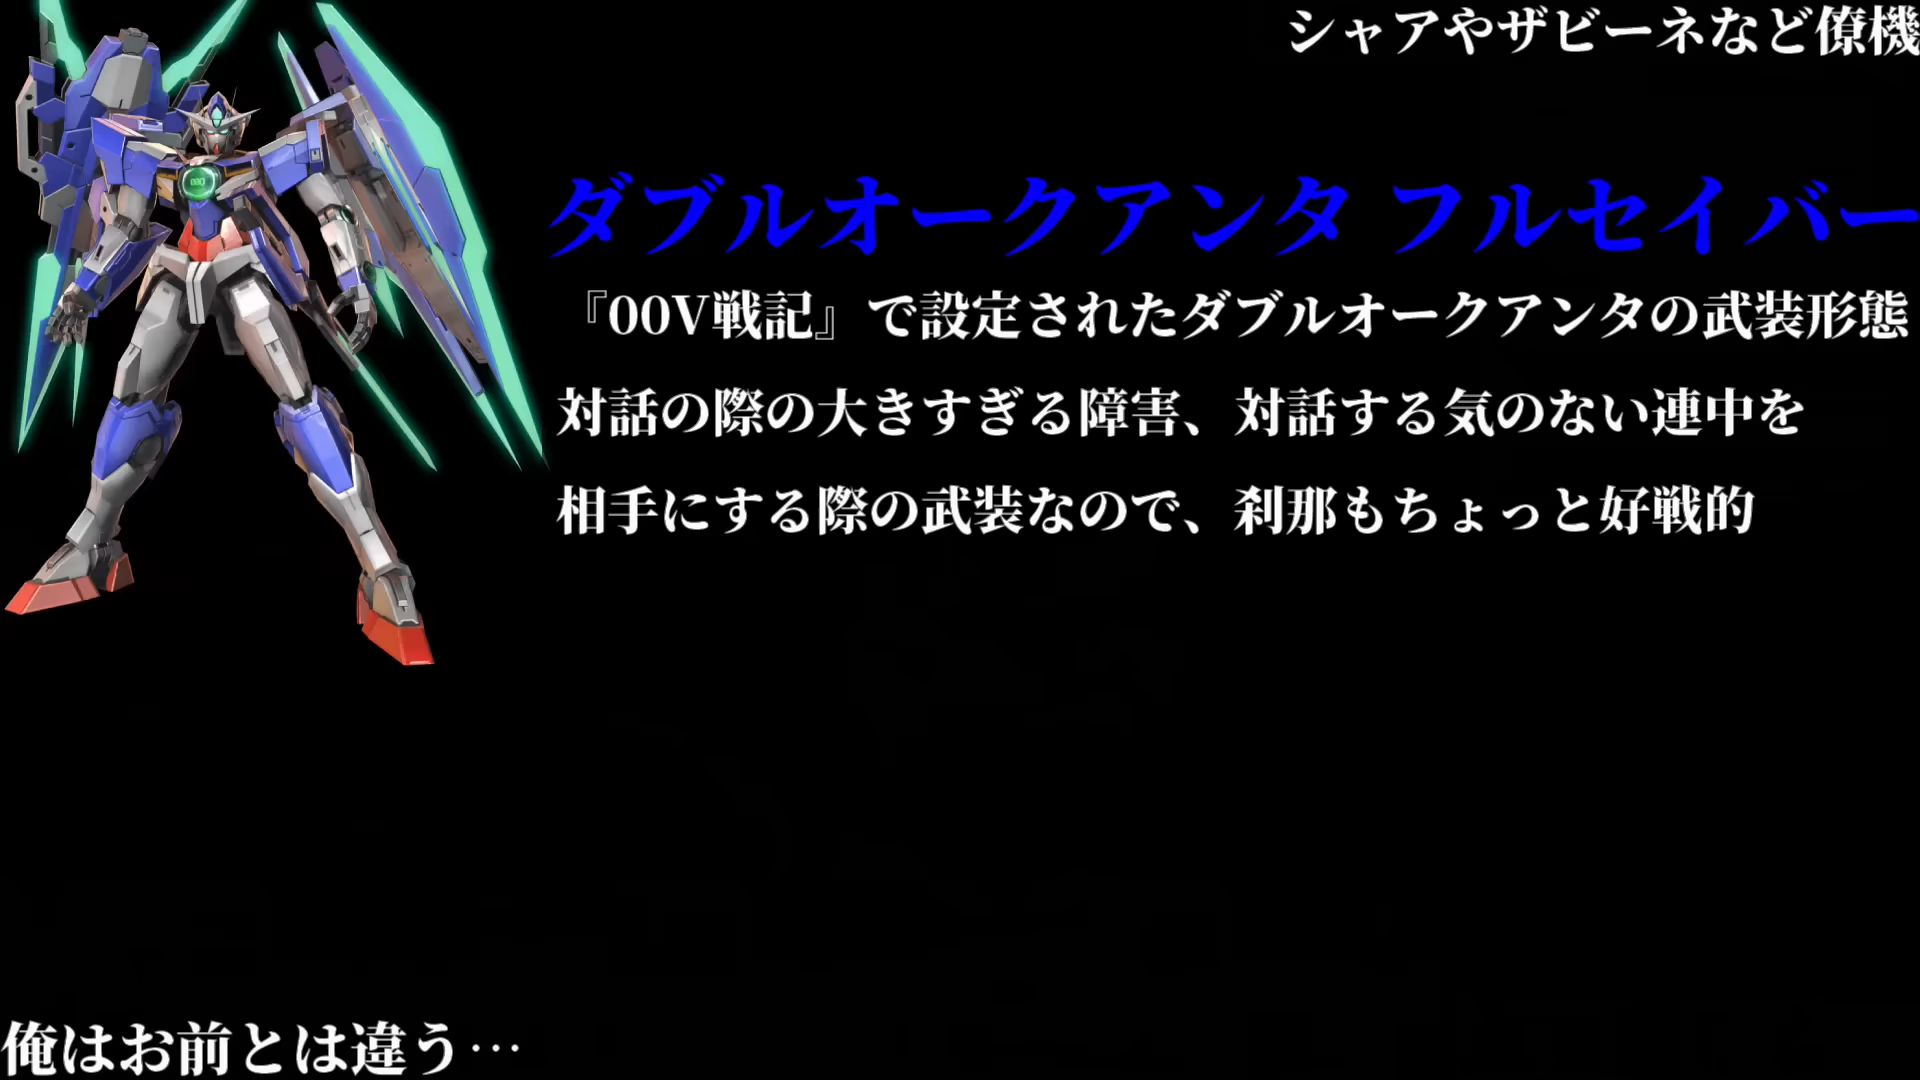 シャアやザビーネなど僚機
ダブルオークアンタ フルセイバー
『00V戦記』で設定されたダブルオークアンタの武装形態
対話の際の大きすぎる障害、対話する気のない連中を
相手にする際の武装なので、刹那もちょっと好戦的
俺はお前とは違う…